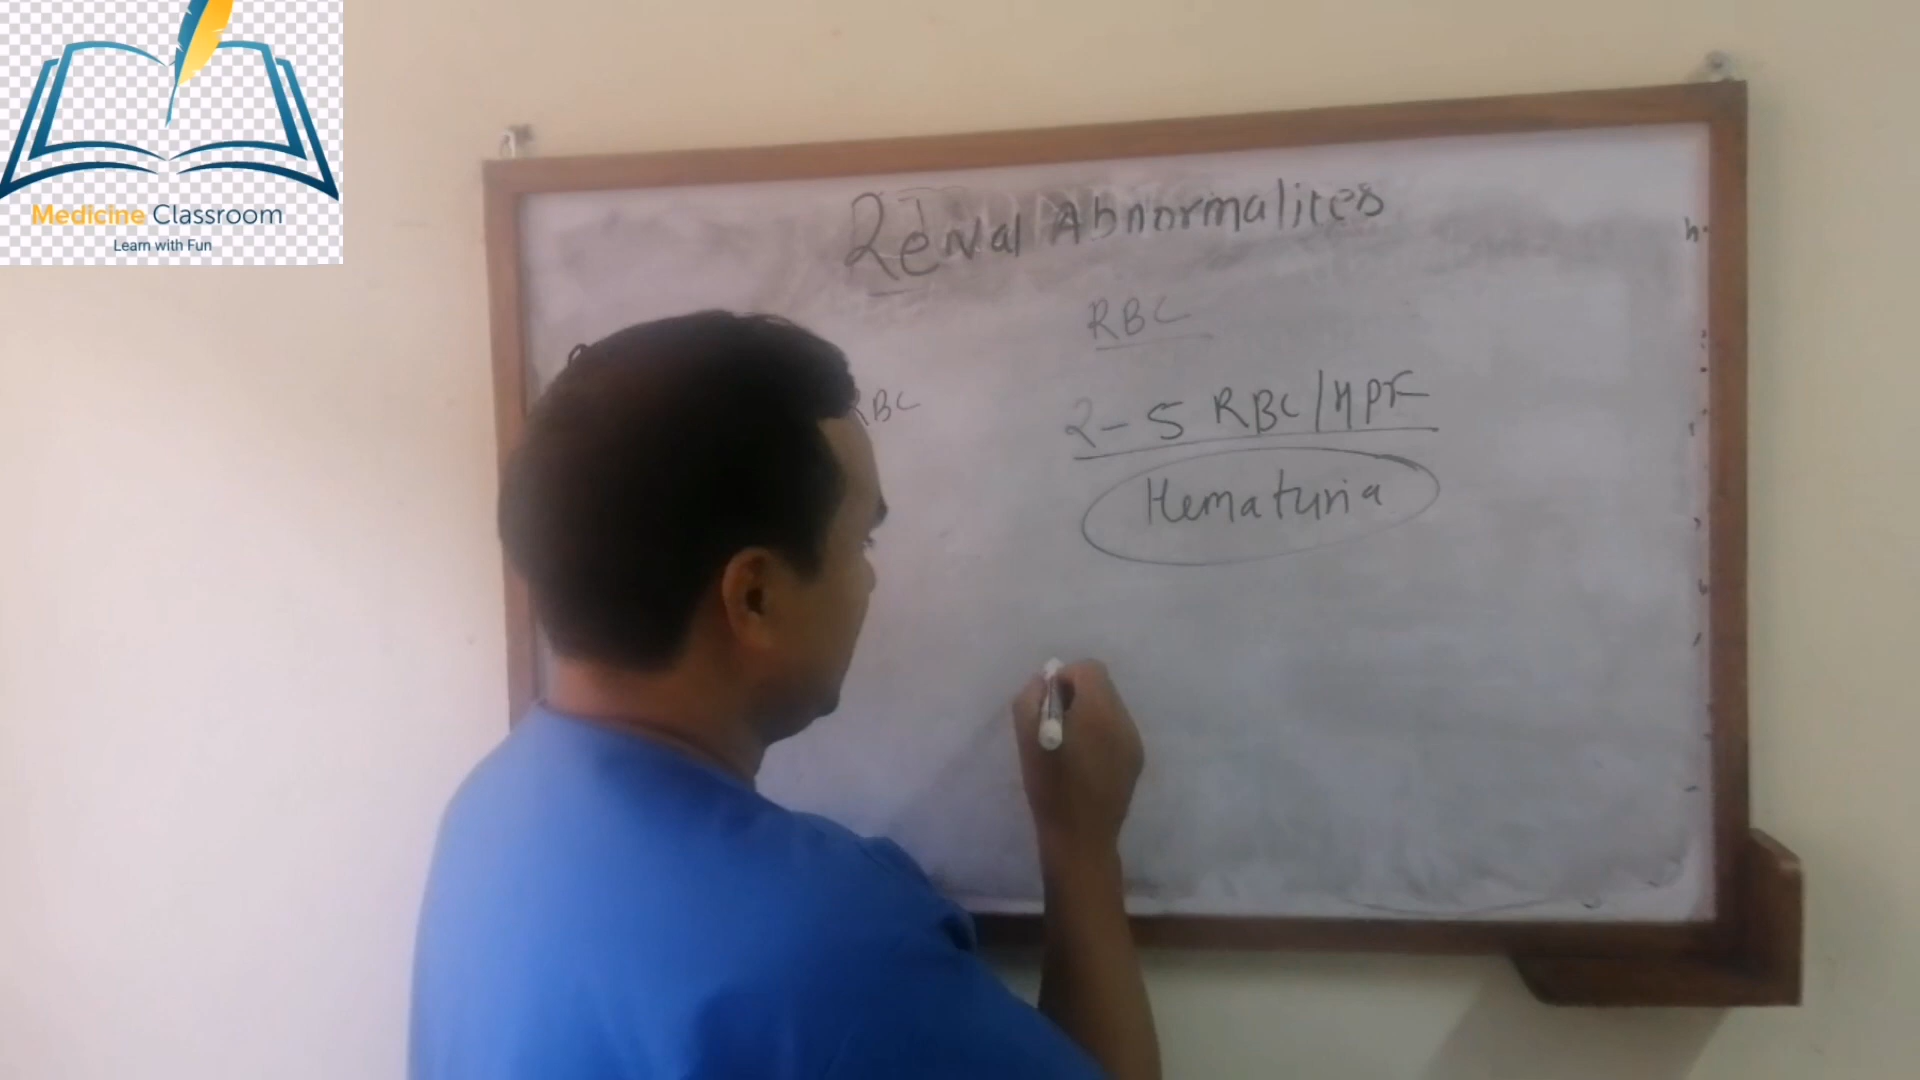 Medicine Classroom
Learn with Fun
Renal Abnormalites
RBC
RBC
2-5 RBC/HPF
Hematuria